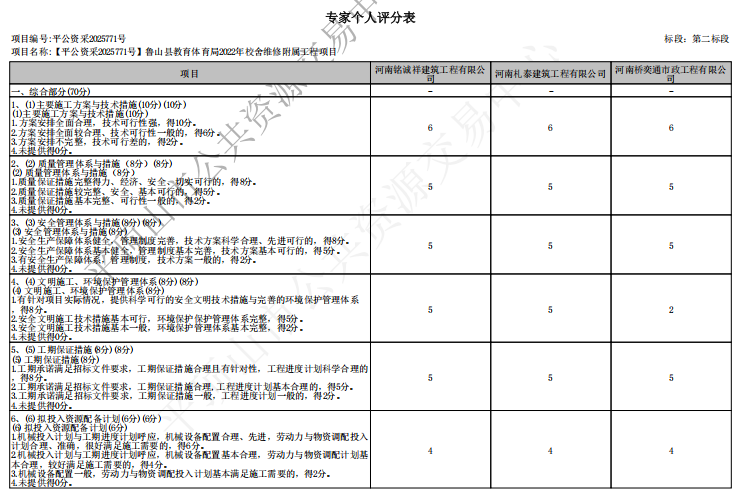 专家个人评分表
项目编号:平公资采2025771号
标段：第二标段
项目名称:【平公资采2025771号】鲁山县教育体育局2022年校舍维修附属工程项目
项目 河南铭诚祥建筑工程有限公司 河南札泰建筑工程有限公司 河南桥奕通市政工程有限公司
一、综合部分(70分) - - -
1、(1)主要施工方案与技术措施(10分)(10分)
(1)主要施工方案与技术措施(10分)
1.方案安排全面合理，技术可行性强，得10分。
2.方案安排全面较合理、技术可行性一般的，得6分。
3.方案安排不完整，技术可行差的，得2分。
4.未提供得0分。
6 6 6
2、(2)质量管理体系与措施（8分）(8分)
(2)质量管理体系与措施（8分）
1.质量保证措施完整得力、经济、安全、切实可行的，得8分。
2.质量保证措施较完整、安全、基本可行的，得5分。
3.质量保证措施基本完整、可行性一般的，得2分。
4.未提供得0分。
5 5 5
3、(3)安全管理体系与措施(8分)(8分)
(3)安全管理体系与措施(8分)
1.安全生产保障体系健全、管理制度完善，技术方案科学合理、先进可行的，得8分。
2.安全生产保障体系基本健全、管理制度基本完善，技术方案基本可行的，得5分。
3.有安全生产保障体系、管理制度，技术方案一般的，得2分。
4.未提供得0分。
5 5 5
4、(4)文明施工、环境保护管理体系(8分)(8分)
(4)文明施工、环境保护管理体系(8分)
1.有针对项目实际情况，提供科学可行的安全文明技术措施与完善的环境保护管理体系
，得8分。
2.安全文明施工技术措施基本可行，环境保护保护管理体系完整，得5分。
3.安全文明施工技术措施基本一般，环境保护管理体系基本完整，得2分。
4.未提供得0分。
5 5 2
5、(5)工期保证措施(8分)(8分)
(5)工期保证措施(8分)
1.工期承诺满足招标文件要求，工期保证措施合理且有针对性，工程进度计划科学合理的
，得8分。
2.工期承诺满足招标文件要求，工期保证措施合理,工程进度计划基本合理的，得5分。
3.工期承诺满足招标文件要求，工期保证措施一般，工程进度计划一般的，得2分。
4.未提供得0分。
5 5 5
6、(6)拟投入资源配备计划(6分)(6分)
(6)拟投入资源配备计划(6分)
1.机械投入计划与工期进度计划呼应，机械设备配置合理、先进，劳动力与物资调配投入
计划合理、准确，很好满足施工需要的，得6分。
2.机械投入计划与工期进度计划呼应，机械设备配置基本合理，劳动力与物资调配计划基
本合理，较好满足施工需要的，得4分。
3.机械设备配置一般，劳动力与物资调配投入计划基本满足施工需要的，得2分。
4.未提供得0分。
4 4 4